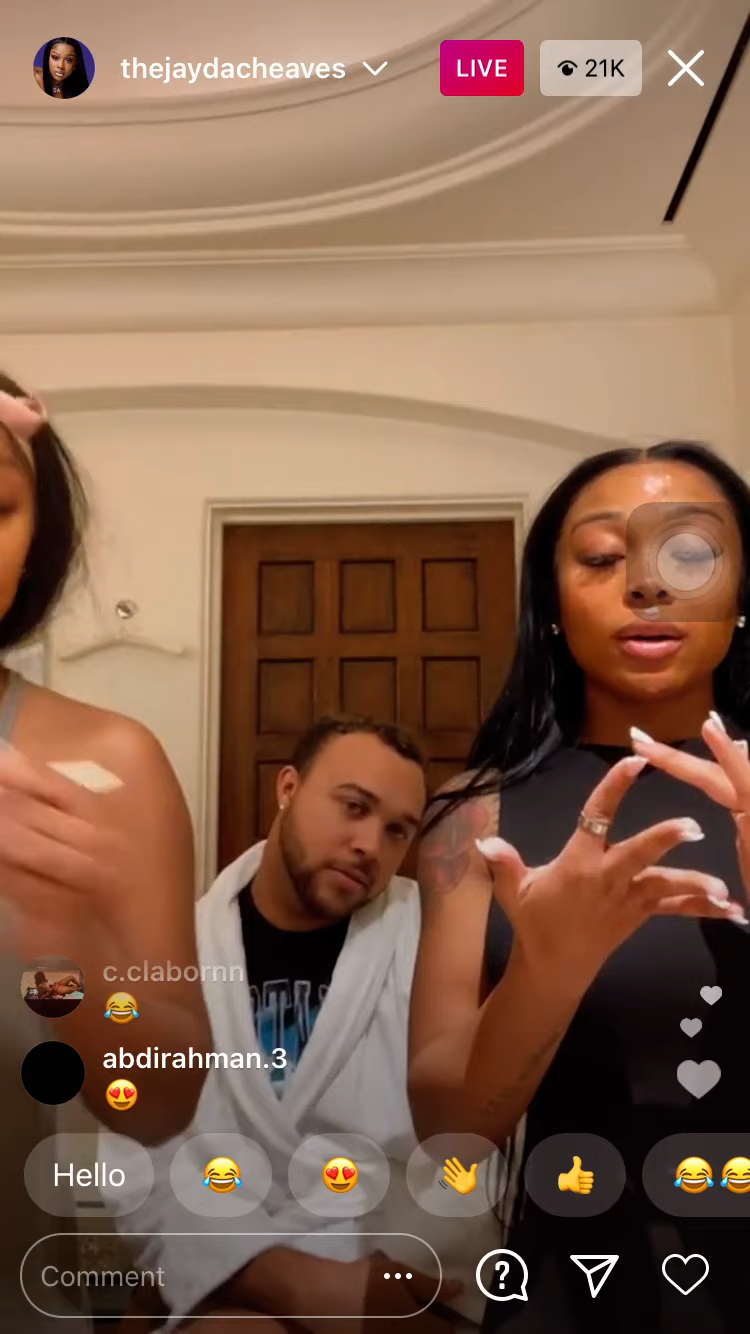 thejaydacheaves
LIVE
21K
c.clabornn
😂
abdirahman.3
😍
Hello 😂 😍 👋 👍 😂😂
Comment